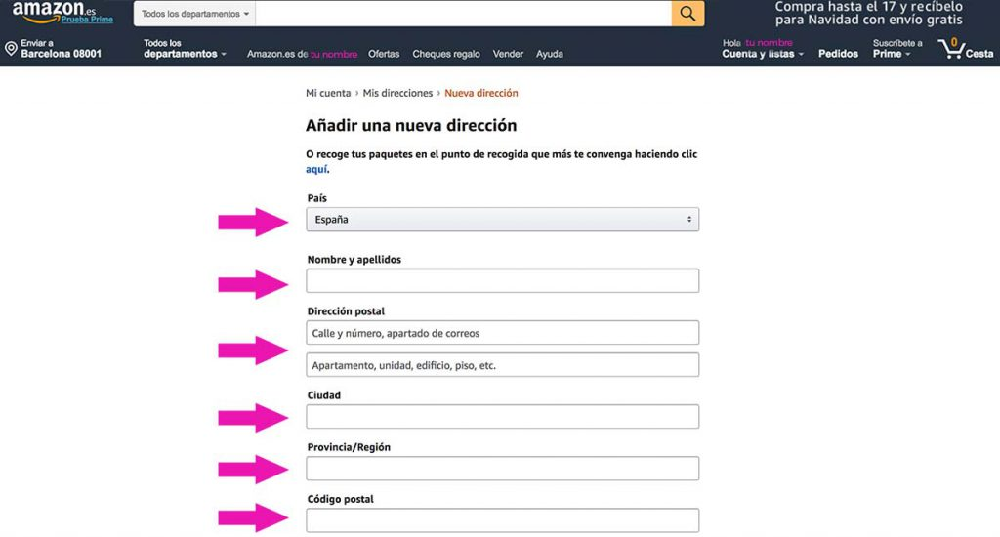 amazon.es
Prueba Prime
Todos los departamentos
Compra hasta el 17 y recíbelo
para Navidad con envío gratis
Enviar a
Barcelona 08001
Todos los
departamentos
Amazon.es de tu nombre
Ofertas
Cheques regalo
Vender
Ayuda
Hola tu nombre
Cuenta y listas
Pedidos
Suscríbete a
Prime
0
Cesta
Mi cuenta › Mis direcciones › Nueva dirección
Añadir una nueva dirección
O recoge tus paquetes en el punto de recogida que más te convenga haciendo clic
aquí.
País
España
Nombre y apellidos
Dirección postal
Calle y número, apartado de correos
Apartamento, unidad, edificio, piso, etc.
Ciudad
Provincia/Región
Código postal